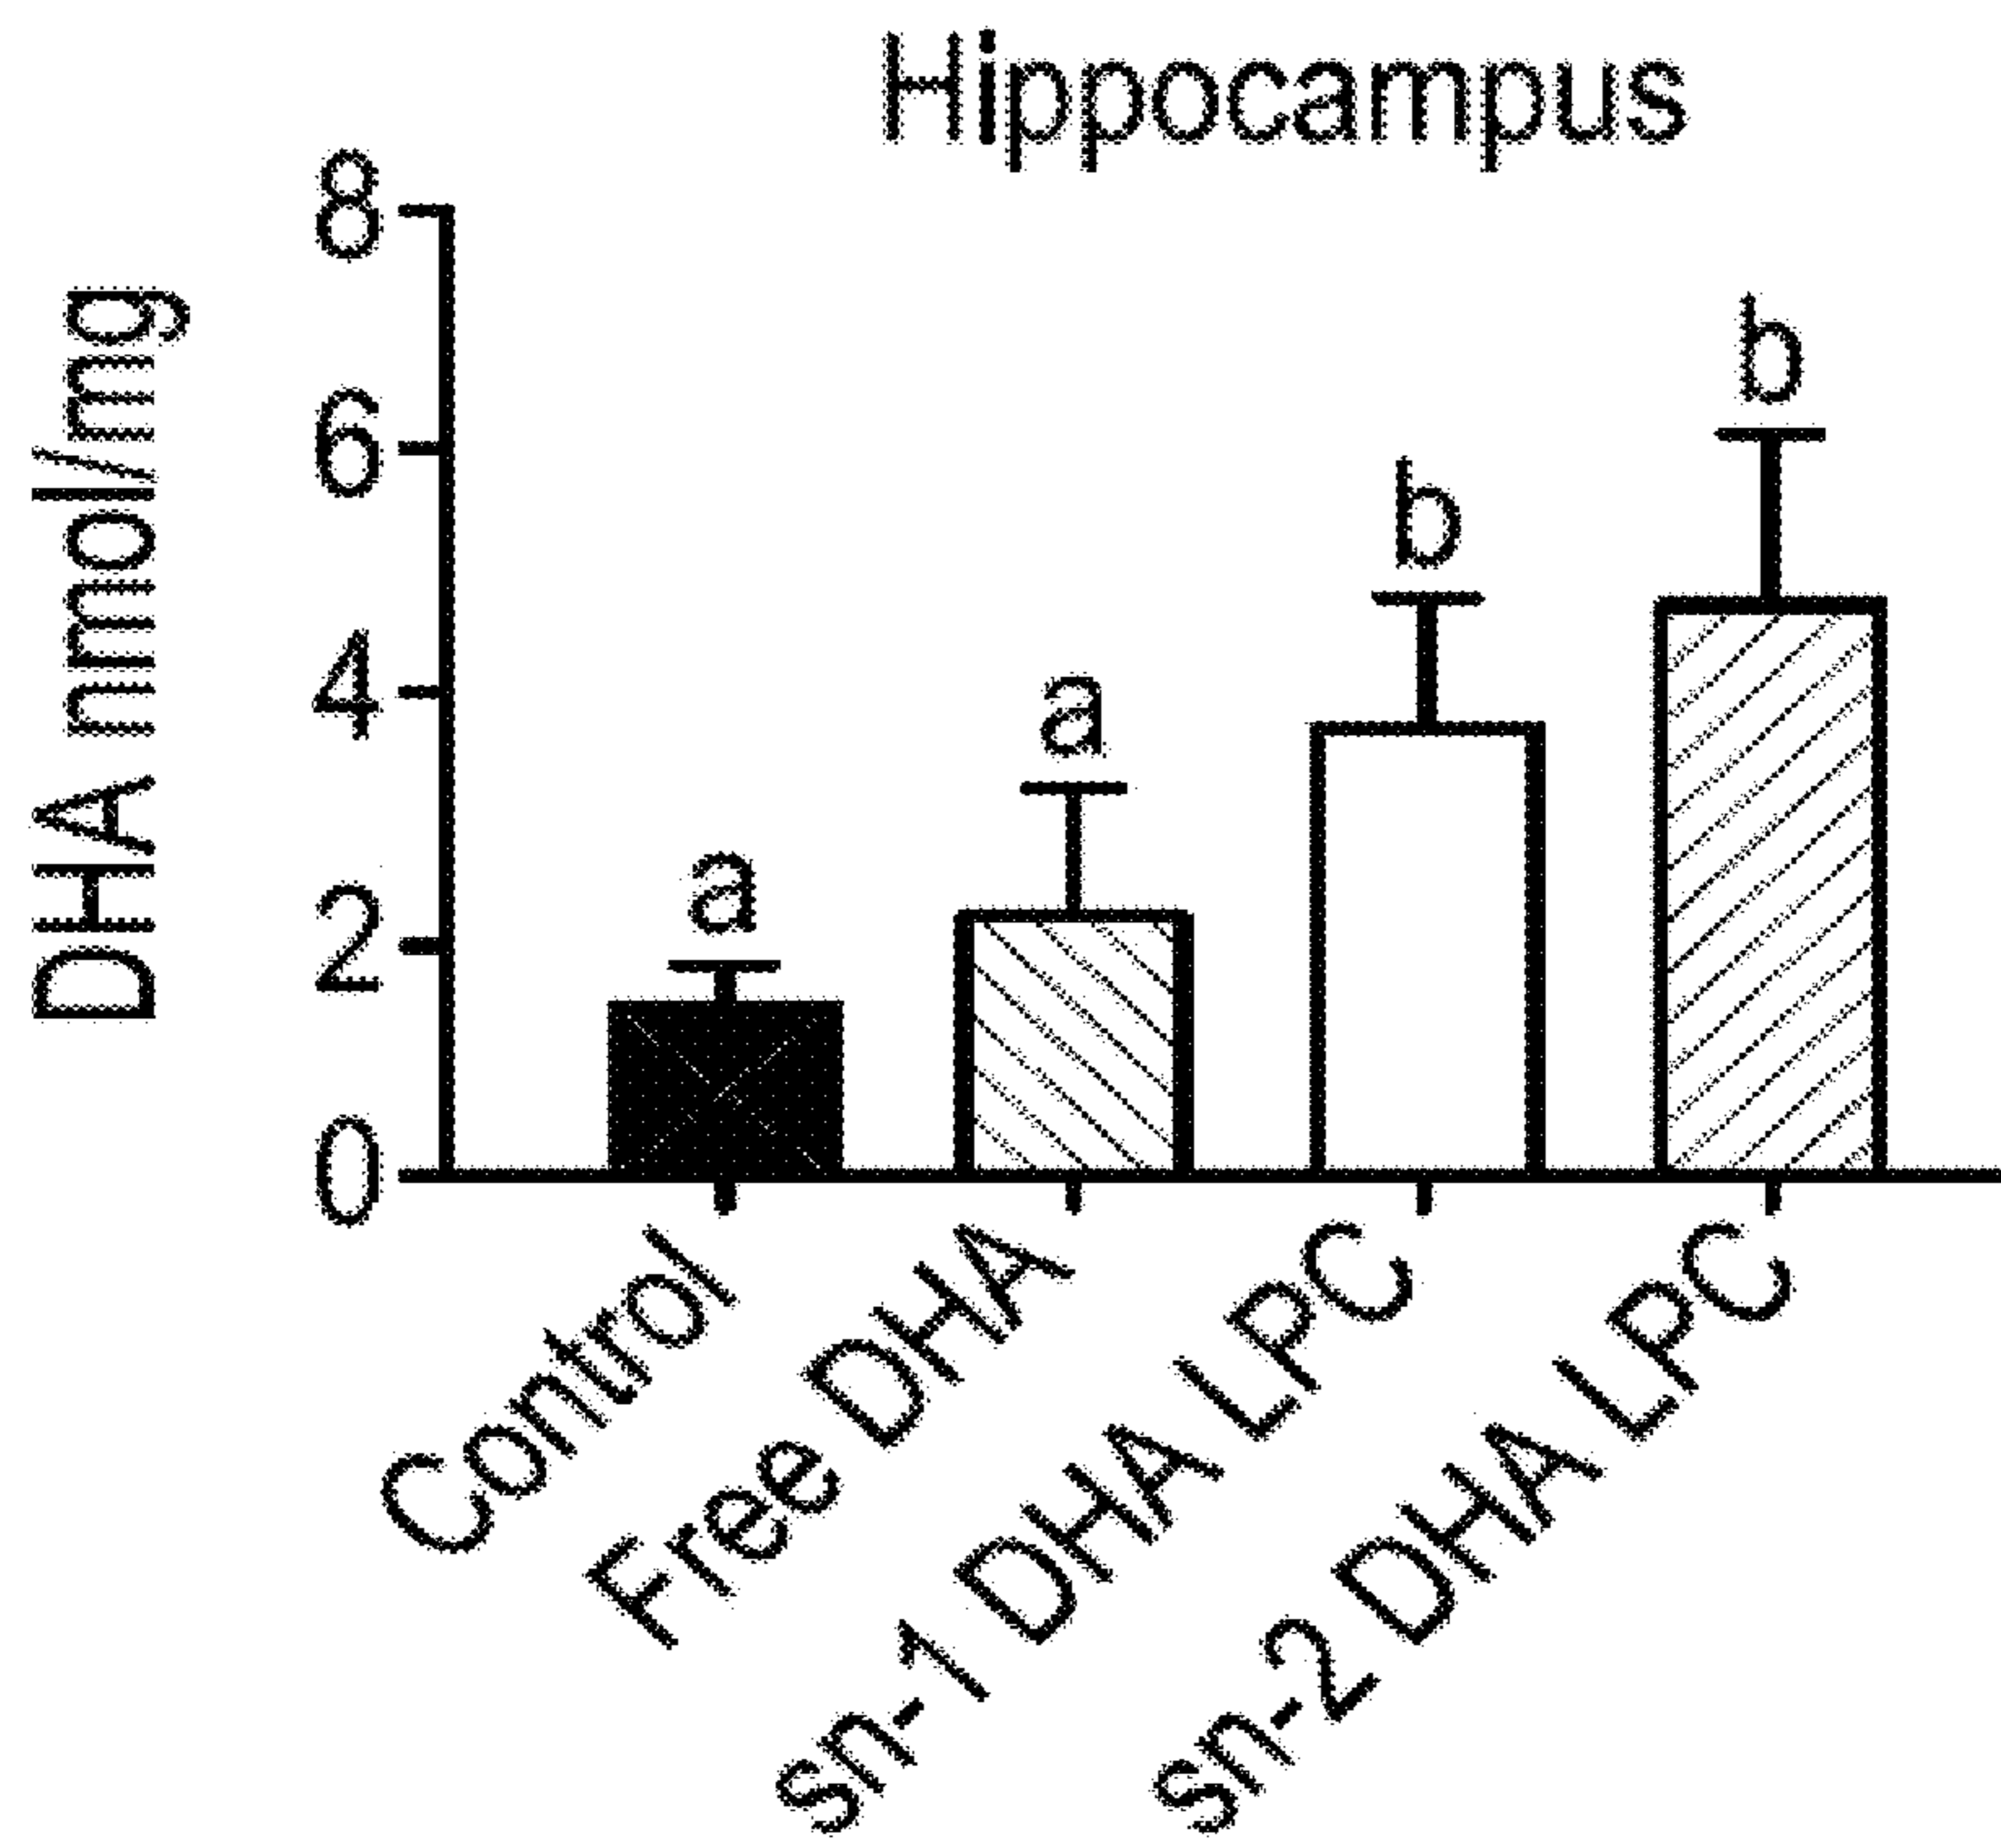 Hippocampus
DHA nmol/mg
8
6
4
2
0
a
a
b
b
Control
Free DHA
sn-1 DHA LPC
sn-2 DHA LPC